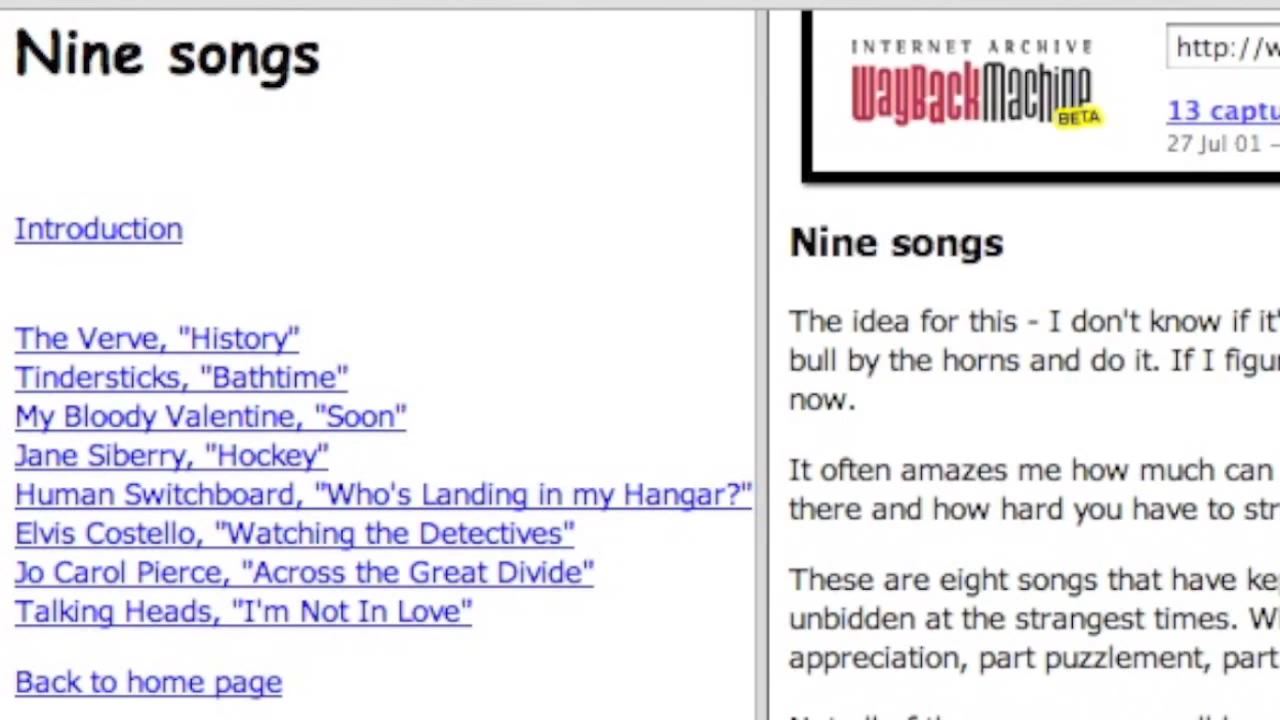 Nine songs
Introduction
The Verve, "History"
Tindersticks, "Bathtime"
My Bloody Valentine, "Soon"
Jane Siberry, "Hockey"
Human Switchboard, "Who's Landing in my Hangar?"
Elvis Costello, "Watching the Detectives"
Jo Carol Pierce, "Across the Great Divide"
Talking Heads, "I'm Not In Love"
Back to home page
INTERNET ARCHIVE
WayBackMachine
BETA
http://w
13 captu
27 Jul 01 –
Nine songs
The idea for this - I don't know if it'
bull by the horns and do it. If I figu
now.
It often amazes me how much can
there and how hard you have to str
These are eight songs that have ke
unbidden at the strangest times. W
appreciation, part puzzlement, part